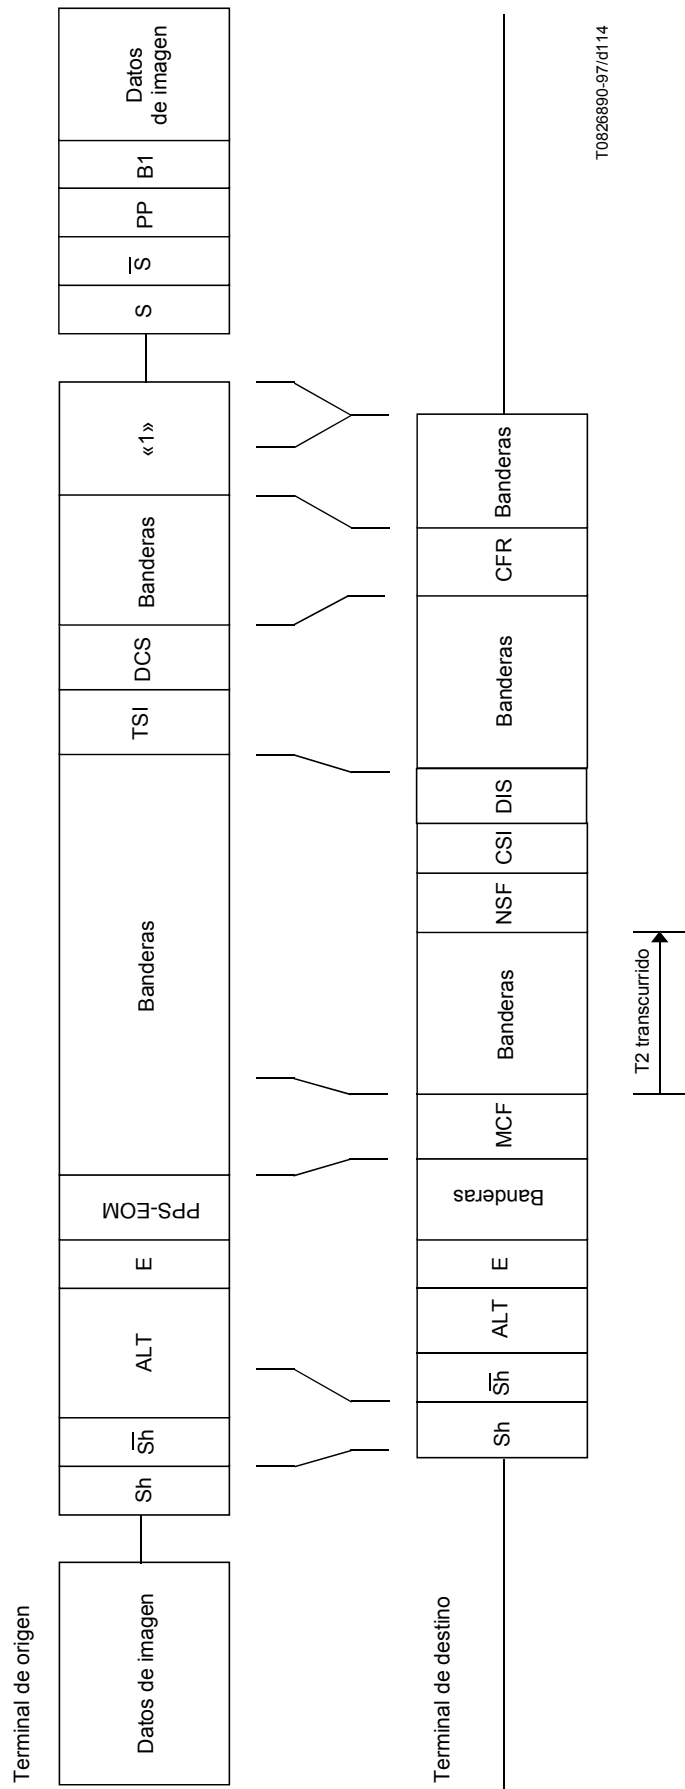 Terminal de origen
Datos de imagen
Sh
S̅h
ALT
E
PPS-EOM
Banderas
TSI
DCS
Banderas
«1»
S
S̅
PP
B1
Datos
de imagen
Terminal de destino
Sh
S̅h
ALT
E
Banderas
MCF
Banderas
NSF
CSI
DIS
Banderas
CFR
Banderas
T2 transcurrido
T0826890-97/d114